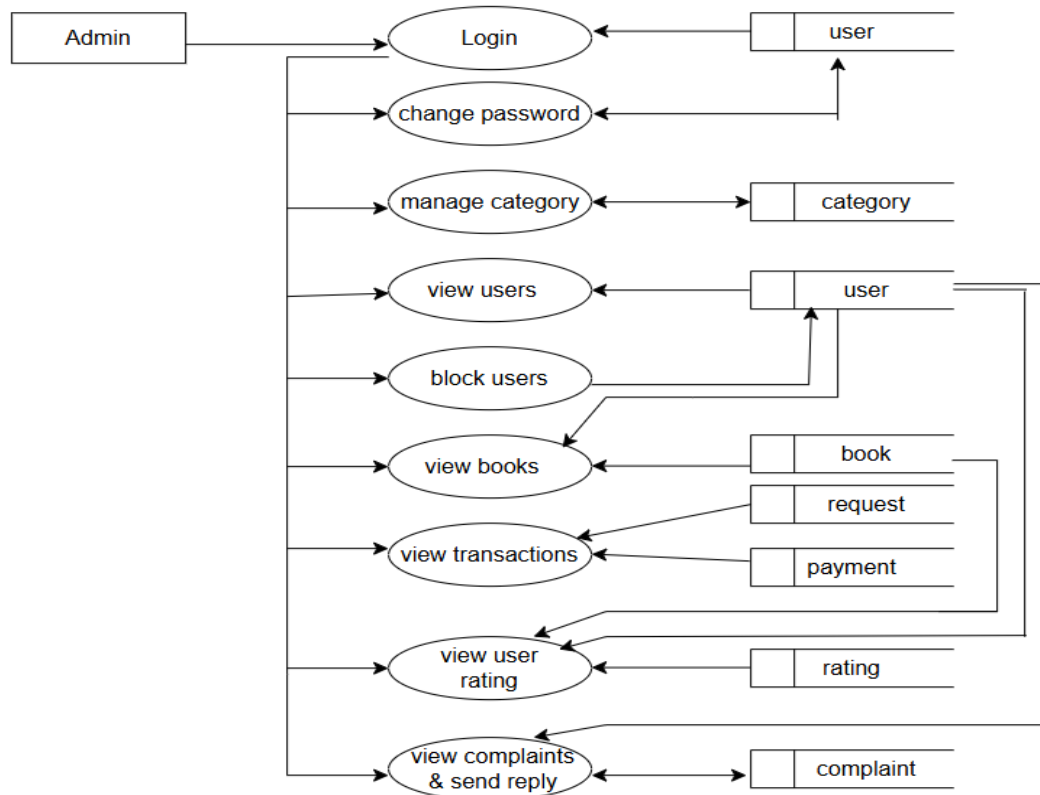 Admin
Login
user
change password
manage category
category
view users
user
block users
view books
book
request
view transactions
payment
view user
rating
rating
view complaints
& send reply
complaint